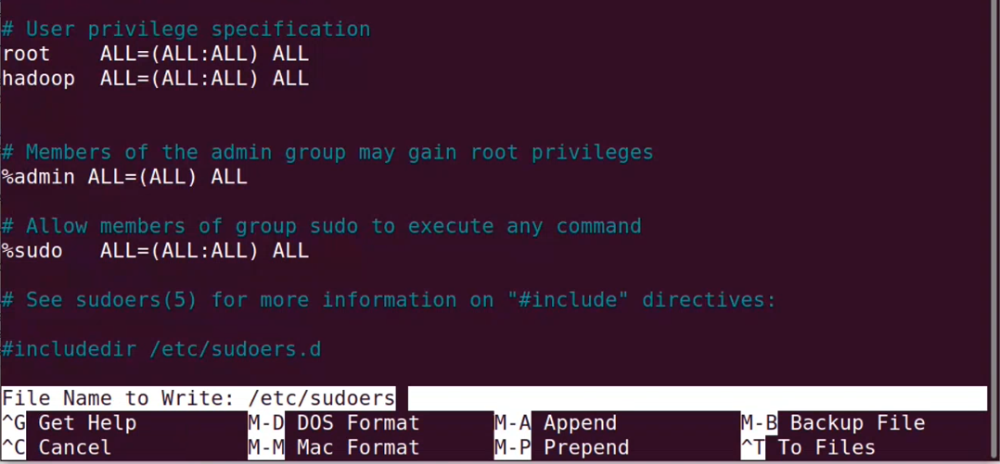 # User privilege specification
root    ALL=(ALL:ALL) ALL
hadoop  ALL=(ALL:ALL) ALL
# Members of the admin group may gain root privileges
%admin ALL=(ALL) ALL
# Allow members of group sudo to execute any command
%sudo   ALL=(ALL:ALL) ALL
# See sudoers(5) for more information on "#include" directives:
#includedir /etc/sudoers.d
File Name to Write: /etc/sudoers
^G Get Help         M-D DOS Format      M-A Append          M-B Backup File
^C Cancel           M-M Mac Format      M-P Prepend         ^T To Files